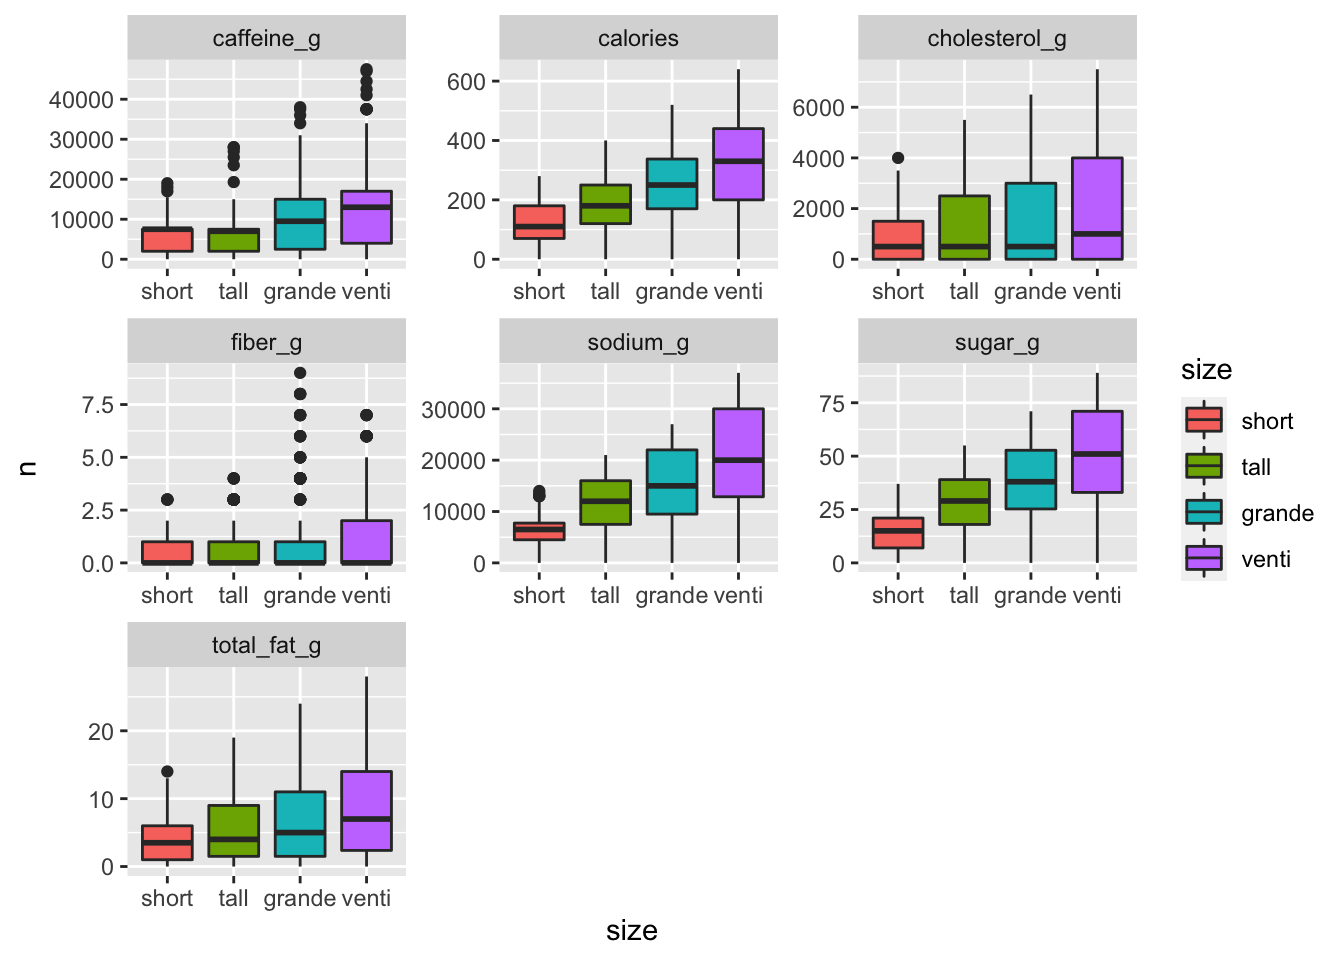 caffeine_g
calories
cholesterol_g
40000
30000
20000
10000
0
600
400
200
0
6000
4000
2000
0
short tall grande venti
short tall grande venti
short tall grande venti
fiber_g
sodium_g
sugar_g
7.5
5.0
2.5
0.0
30000
20000
10000
0
75
50
25
0
short tall grande venti
short tall grande venti
short tall grande venti
total_fat_g
20
10
0
short tall grande venti
n
size
size
short
tall
grande
venti